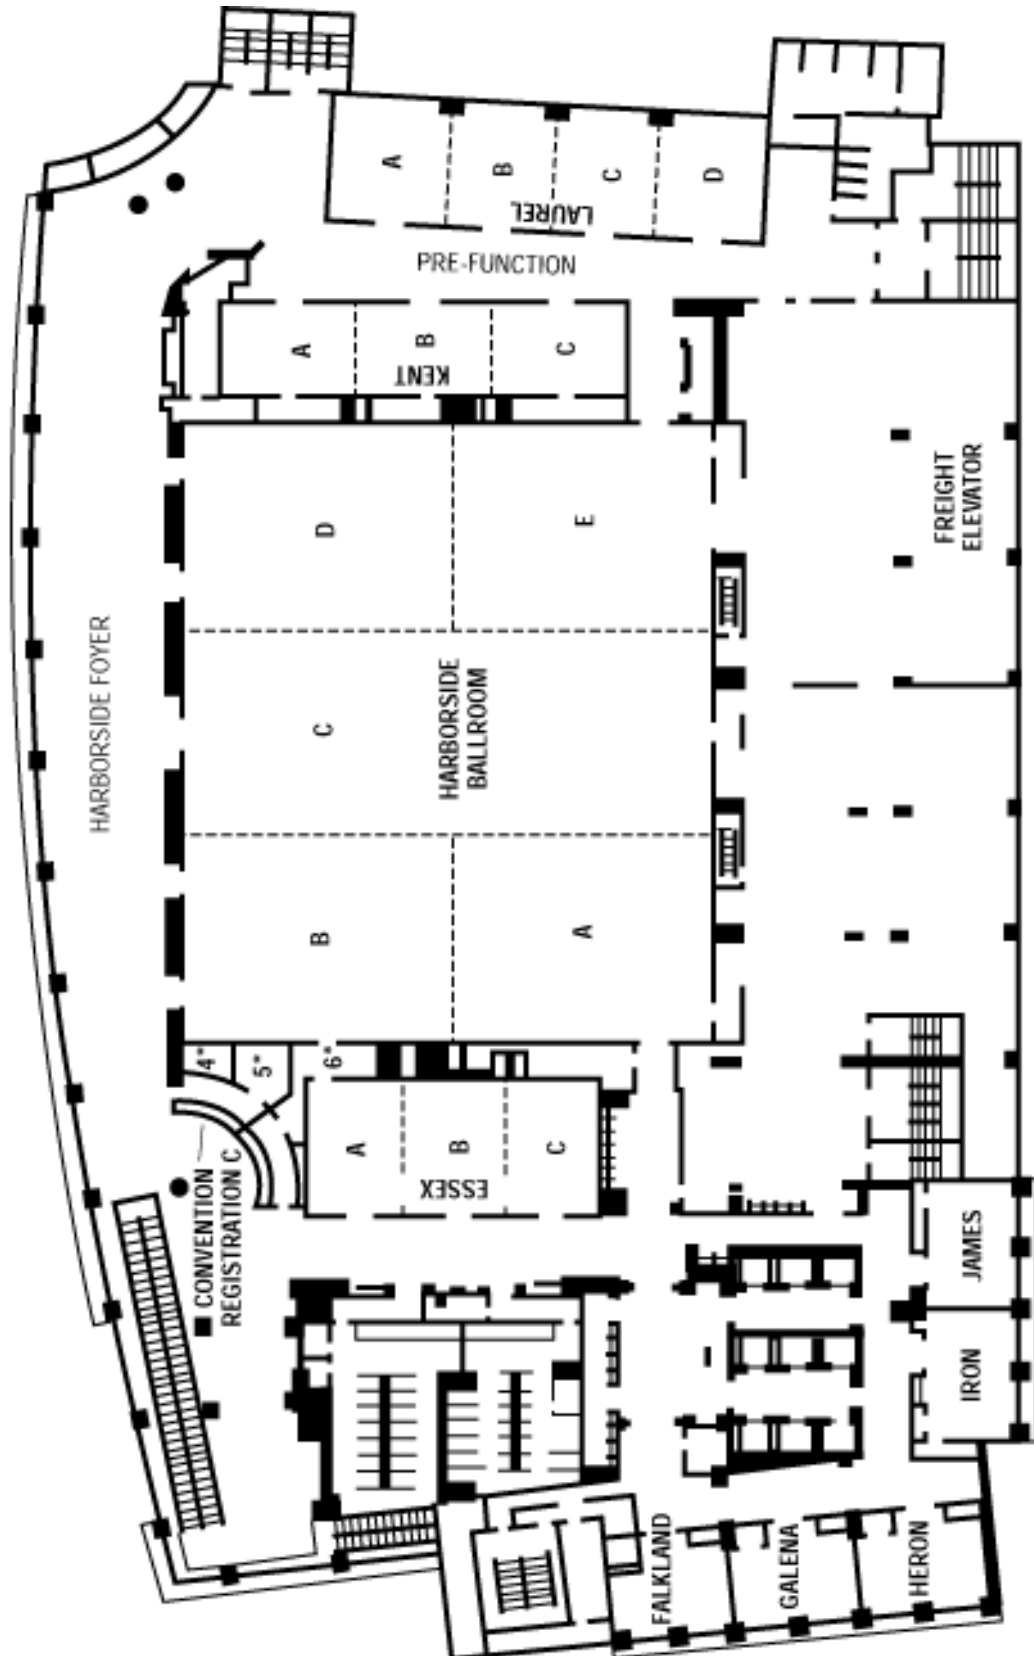 A
B
C
D
LAUREL
PRE-FUNCTION
A
B
C
KENT
D
E
FREIGHT
ELEVATOR
HARBORSIDE FOYER
C
HARBORSIDE
BALLROOM
B
A
4"
5"
6"
A
B
C
ESSEX
CONVENTION
REGISTRATION C
JAMES
IRON
FALKLAND
GALENA
HERON